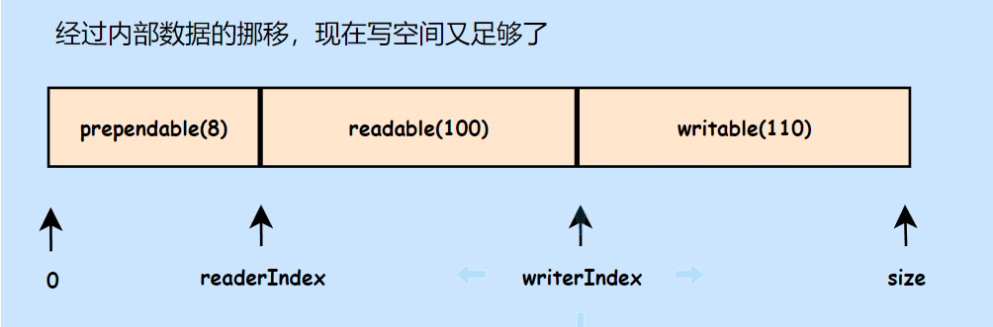 经过内部数据的挪移，现在写空间又足够了
prependable(8) readable(100) writable(110)
0 readerIndex writerIndex size